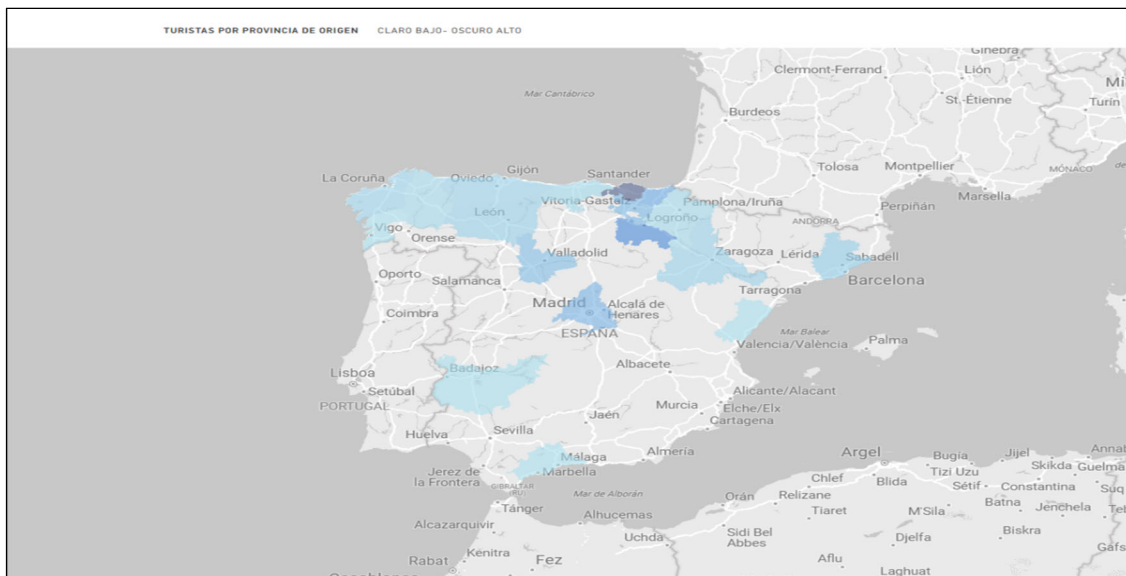 TURISTAS POR PROVINCIA DE ORIGEN CLARO BAJO- OSCURO ALTO
Ginebra
Clermont-Ferrand
Lión
St.-Étienne
Turín
Mar Cantábrico
Burdeos
Tolosa
Montpellier
MÓNACO
Marsella
Perpiñán
La Coruña
Oviedo
Gijón
Santander
Vitoria-Gasteiz
Pamplona/Iruña
ANDORRA
León
Logroño
Vigo
Orense
Valladolid
Zaragoza
Lérida
Sabadell
Oporto
Salamanca
Tarragona
Barcelona
Madrid
Alcalá de
Henares
Coimbra
ESPAÑA
Mar Balear
Palma
Valencia/València
Lisboa
Badajoz
Albacete
Setúbal
Alicante/Alacant
PORTUGAL
Murcia
Elche/Elx
Jaén
Cartagena
Huelva
Sevilla
Málaga
Almería
Jerez de
la Frontera
Marbella
GIBRALTAR
(RU)
Mar de Alborán
Argel
Bugía
Jijel
Annab
Tizi Uzu
Skikda
Guelma
Chlef
Blida
Sétif
Constantina
Suq
Tánger
Orán
Relizane
Alhucemas
Tiaret
M'Sila
Batna
Jenchela
Alcazarquivir
Sidi Bel
Abbes
Djelfa
Biskra
Uchda
Kenitra
Fez
Rabat
Aflu
Gafs
Laghuat